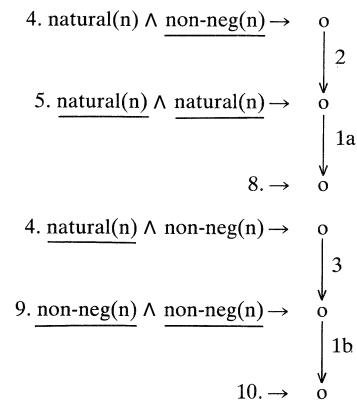 4. natural(n) ∧ non-neg(n) → o
2
5. natural(n) ∧ natural(n) → o
1a
8. → o
4. natural(n) ∧ non-neg(n) → o
3
9. non-neg(n) ∧ non-neg(n) → o
1b
10. → o